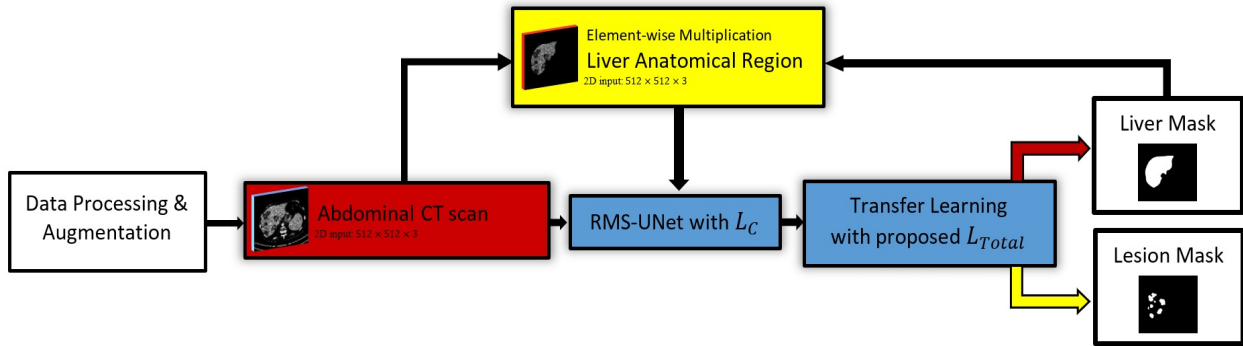 Element-wise Multiplication
Liver Anatomical Region
2D input: 512 × 512 × 3
Liver Mask
Data Processing &
Augmentation
Abdominal CT scan
2D input: 512 × 512 × 3
RMS-UNet with L_C
Transfer Learning
with proposed L_Total
Lesion Mask